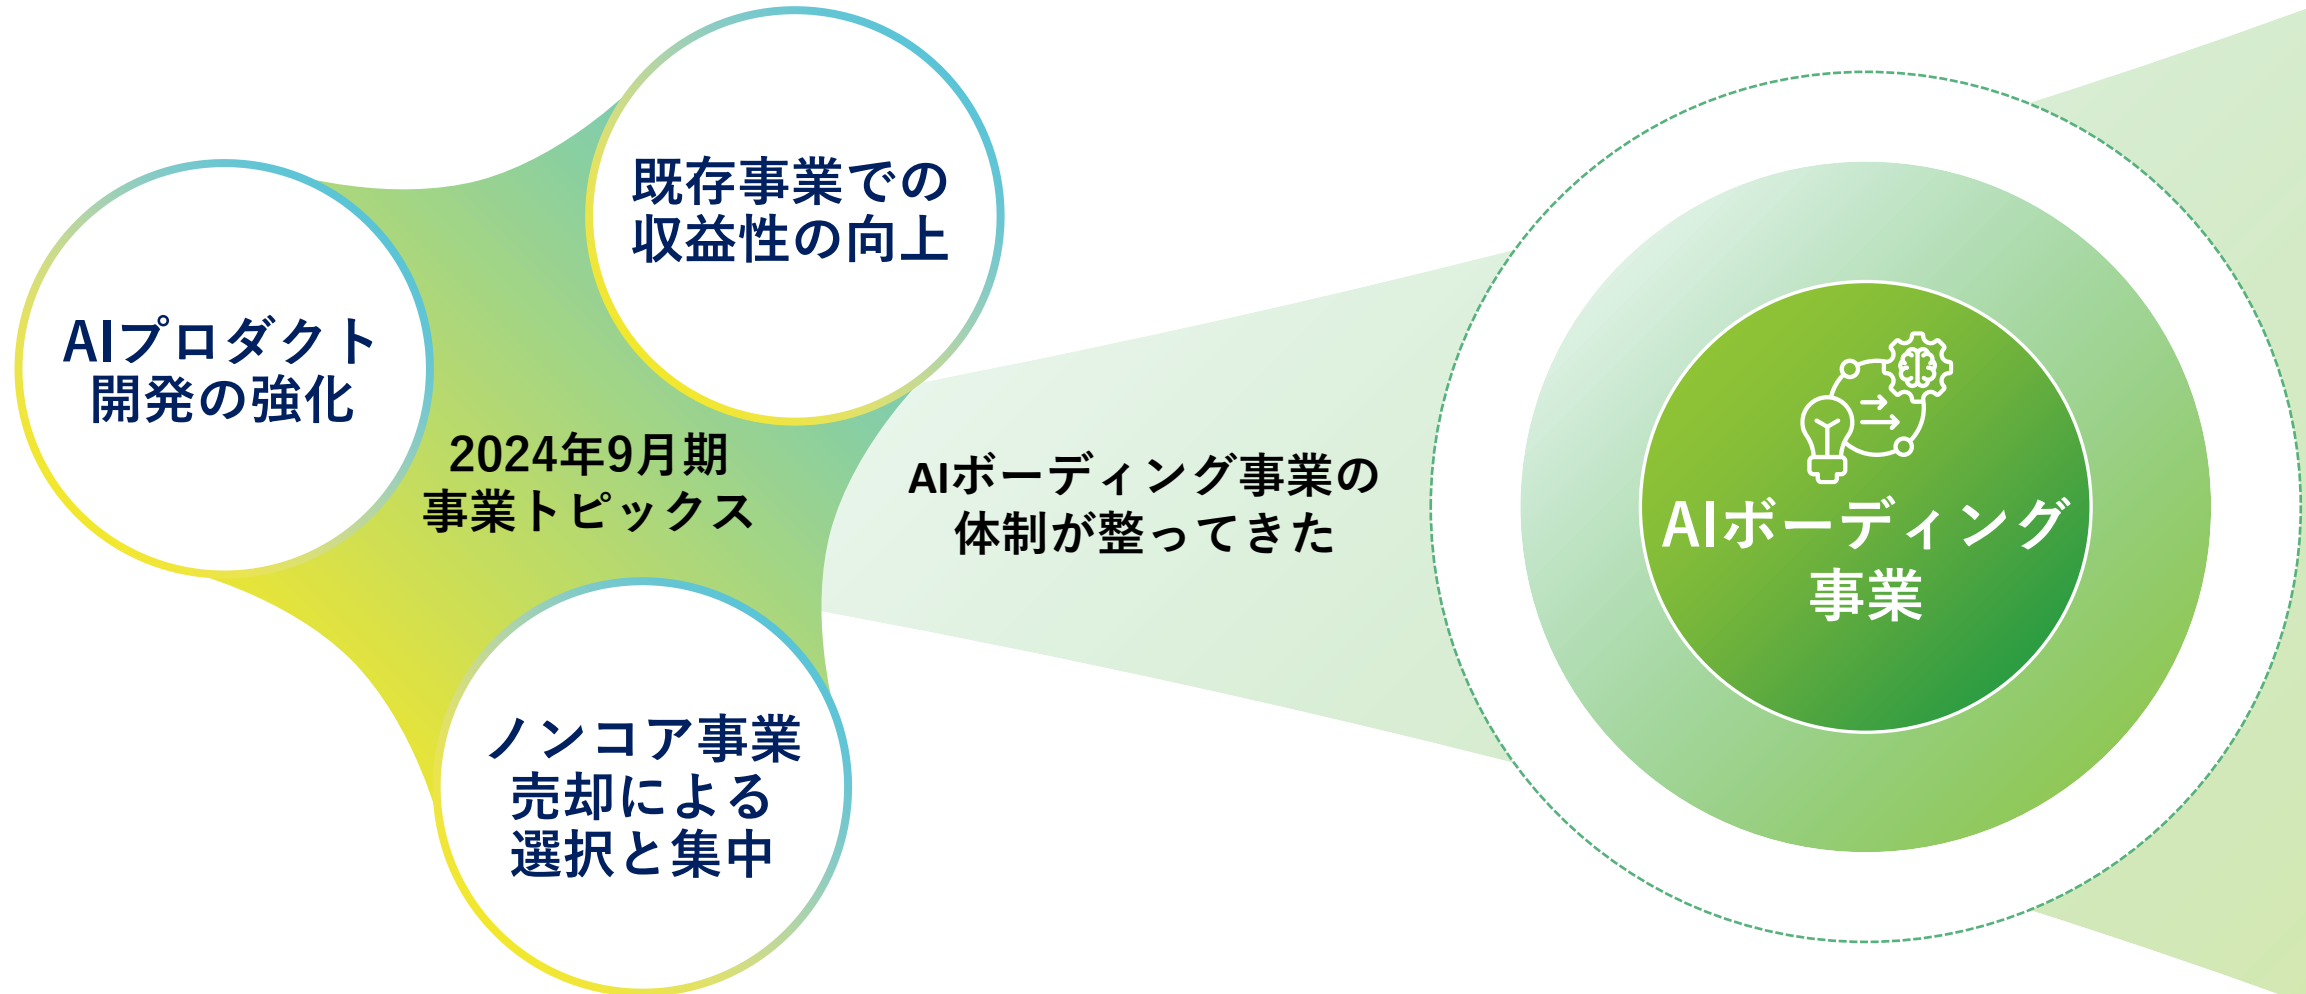 既存事業での
収益性の向上
AIプロダクト
開発の強化
2024年9月期
事業トピックス
ノンコア事業
売却による
選択と集中
AIボーディング事業の
体制が整ってきた
AIボーディング
事業